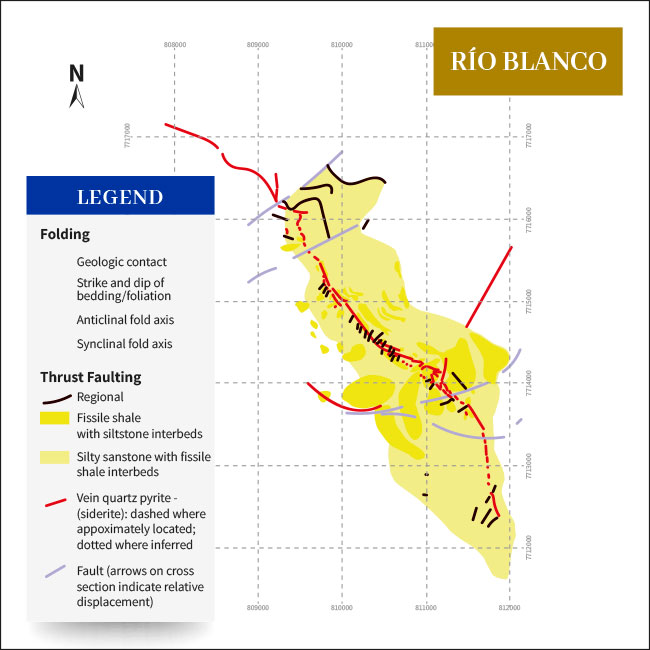 RÍO BLANCO
808000 809000 810000 811000 812000
N
7717000 7717000
LEGEND
7716000
Folding
Geologic contact
Strike and dip of
bedding/foliation
7715000
Anticlinal fold axis
Synclinal fold axis
Thrust Faulting
7714000
Regional
Fissile shale
with siltstone interbeds
Silty sanstone with fissile
shale interbeds
7713000
Vein quartz pyrite -
(siderite): dashed where
appoximately located;
dotted where inferred
7712000
Fault (arrows on cross
section indicate relative
displacement)
809000 810000 811000 812000